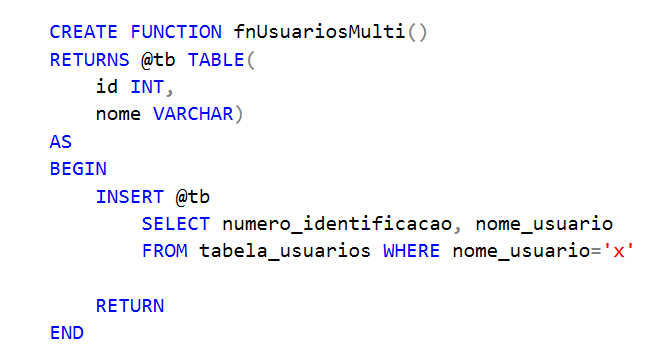 CREATE FUNCTION fnUsuariosMulti()
RETURNS @tb TABLE(
    id INT,
    nome VARCHAR)
AS
BEGIN
    INSERT @tb
        SELECT numero_identificacao, nome_usuario
        FROM tabela_usuarios WHERE nome_usuario='x'

    RETURN
END